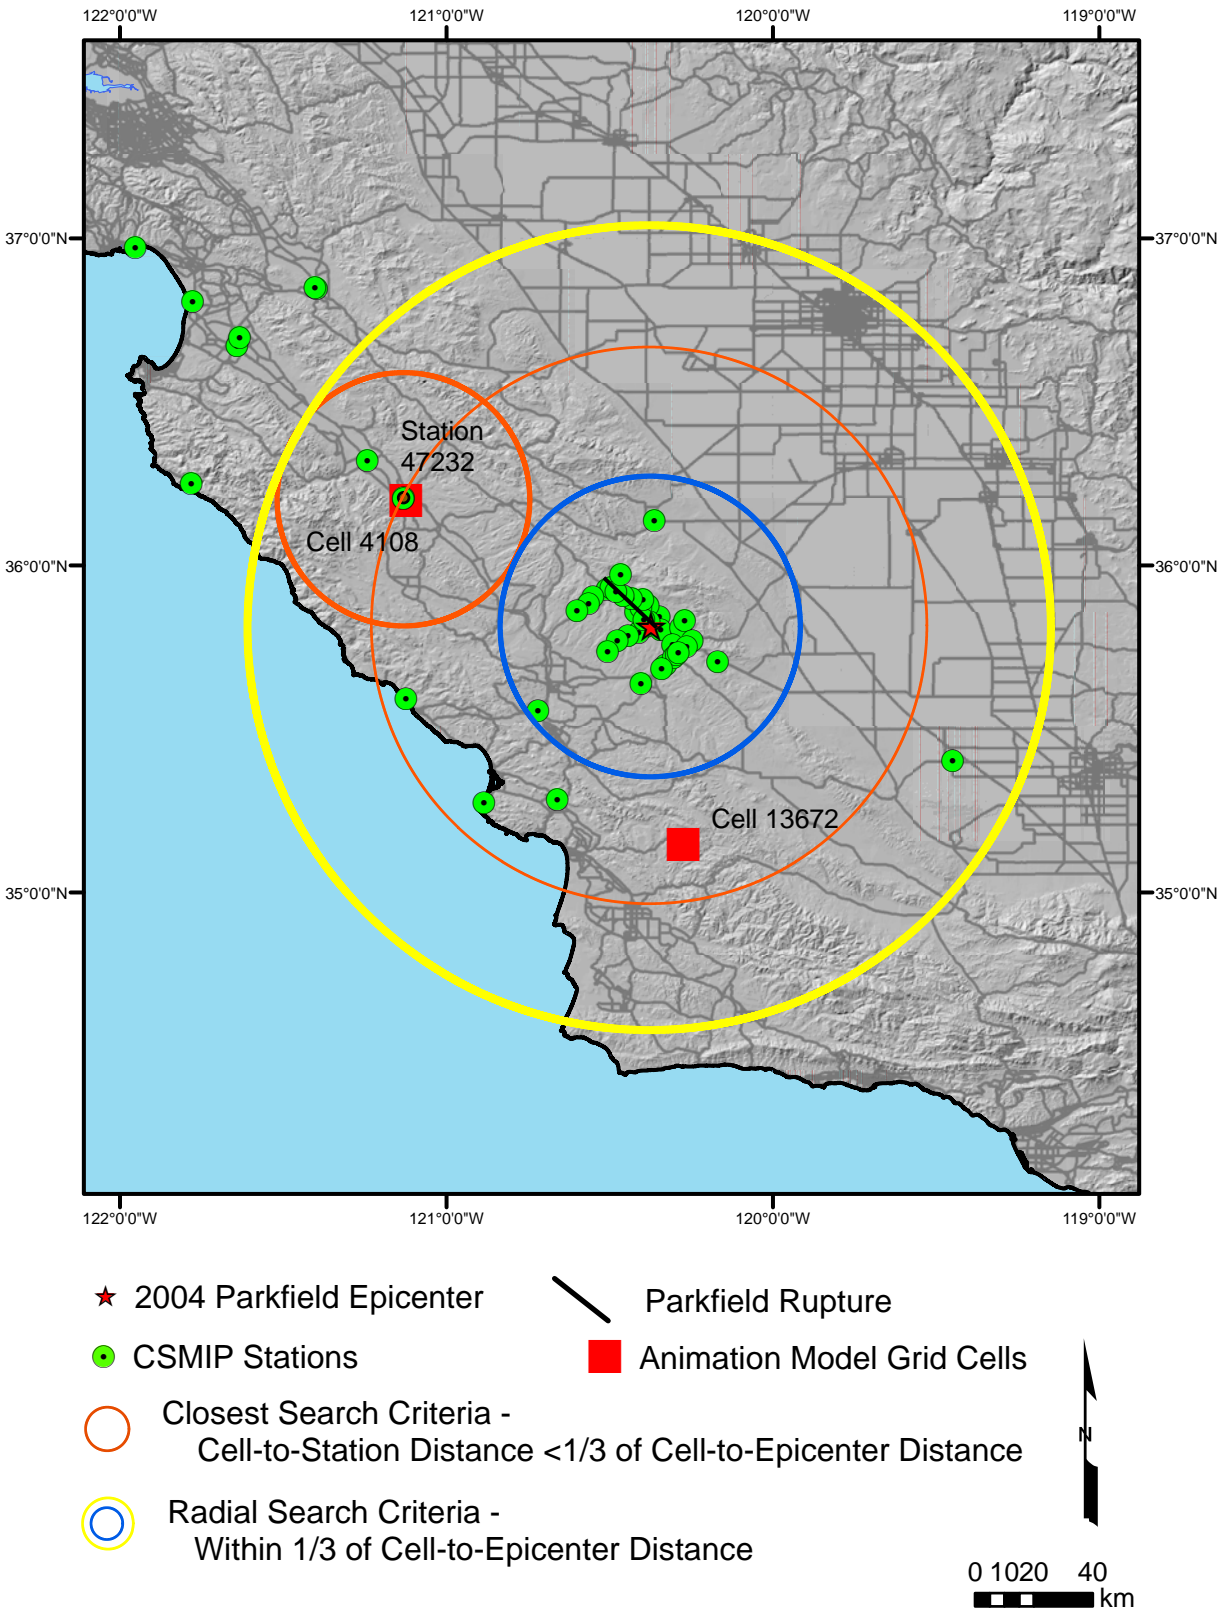 122°0'0"W 121°0'0"W 120°0'0"W 119°0'0"W
37°0'0"N 37°0'0"N
Station
47232
Cell 4108
36°0'0"N 36°0'0"N
Cell 13672
35°0'0"N 35°0'0"N
122°0'0"W 121°0'0"W 120°0'0"W 119°0'0"W
2004 Parkfield Epicenter
Parkfield Rupture
CSMIP Stations
Animation Model Grid Cells
Closest Search Criteria -
Cell-to-Station Distance <1/3 of Cell-to-Epicenter Distance
N
Radial Search Criteria -
Within 1/3 of Cell-to-Epicenter Distance
0 1020 40
km